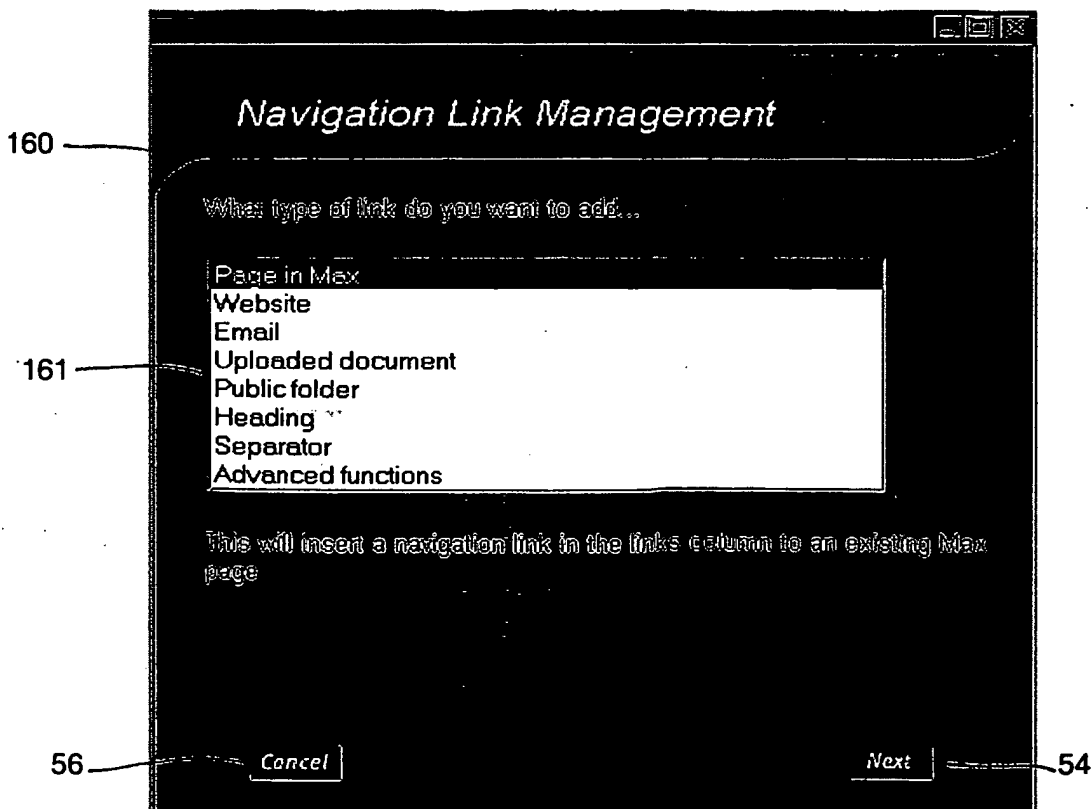 Navigation Link Management
160
What type of link do you want to add...
Page in Max
Website
Email
Uploaded document
161
Public folder
Heading
Separator
Advanced functions
This will insert a navigation link in the links column to an existing Max
page
56
Cancel
Next
54